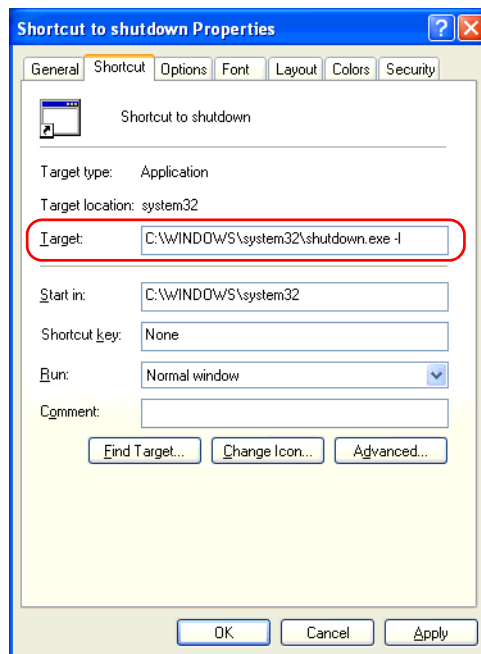 Shortcut to shutdown Properties
General Shortcut Options Font Layout Colors Security
Shortcut to shutdown
Target type: Application
Target location: system32
Target: C:\WINDOWS\system32\shutdown.exe -l
Start in: C:\WINDOWS\system32
Shortcut key: None
Run: Normal window
Comment:
Find Target... Change Icon... Advanced...
OK Cancel Apply